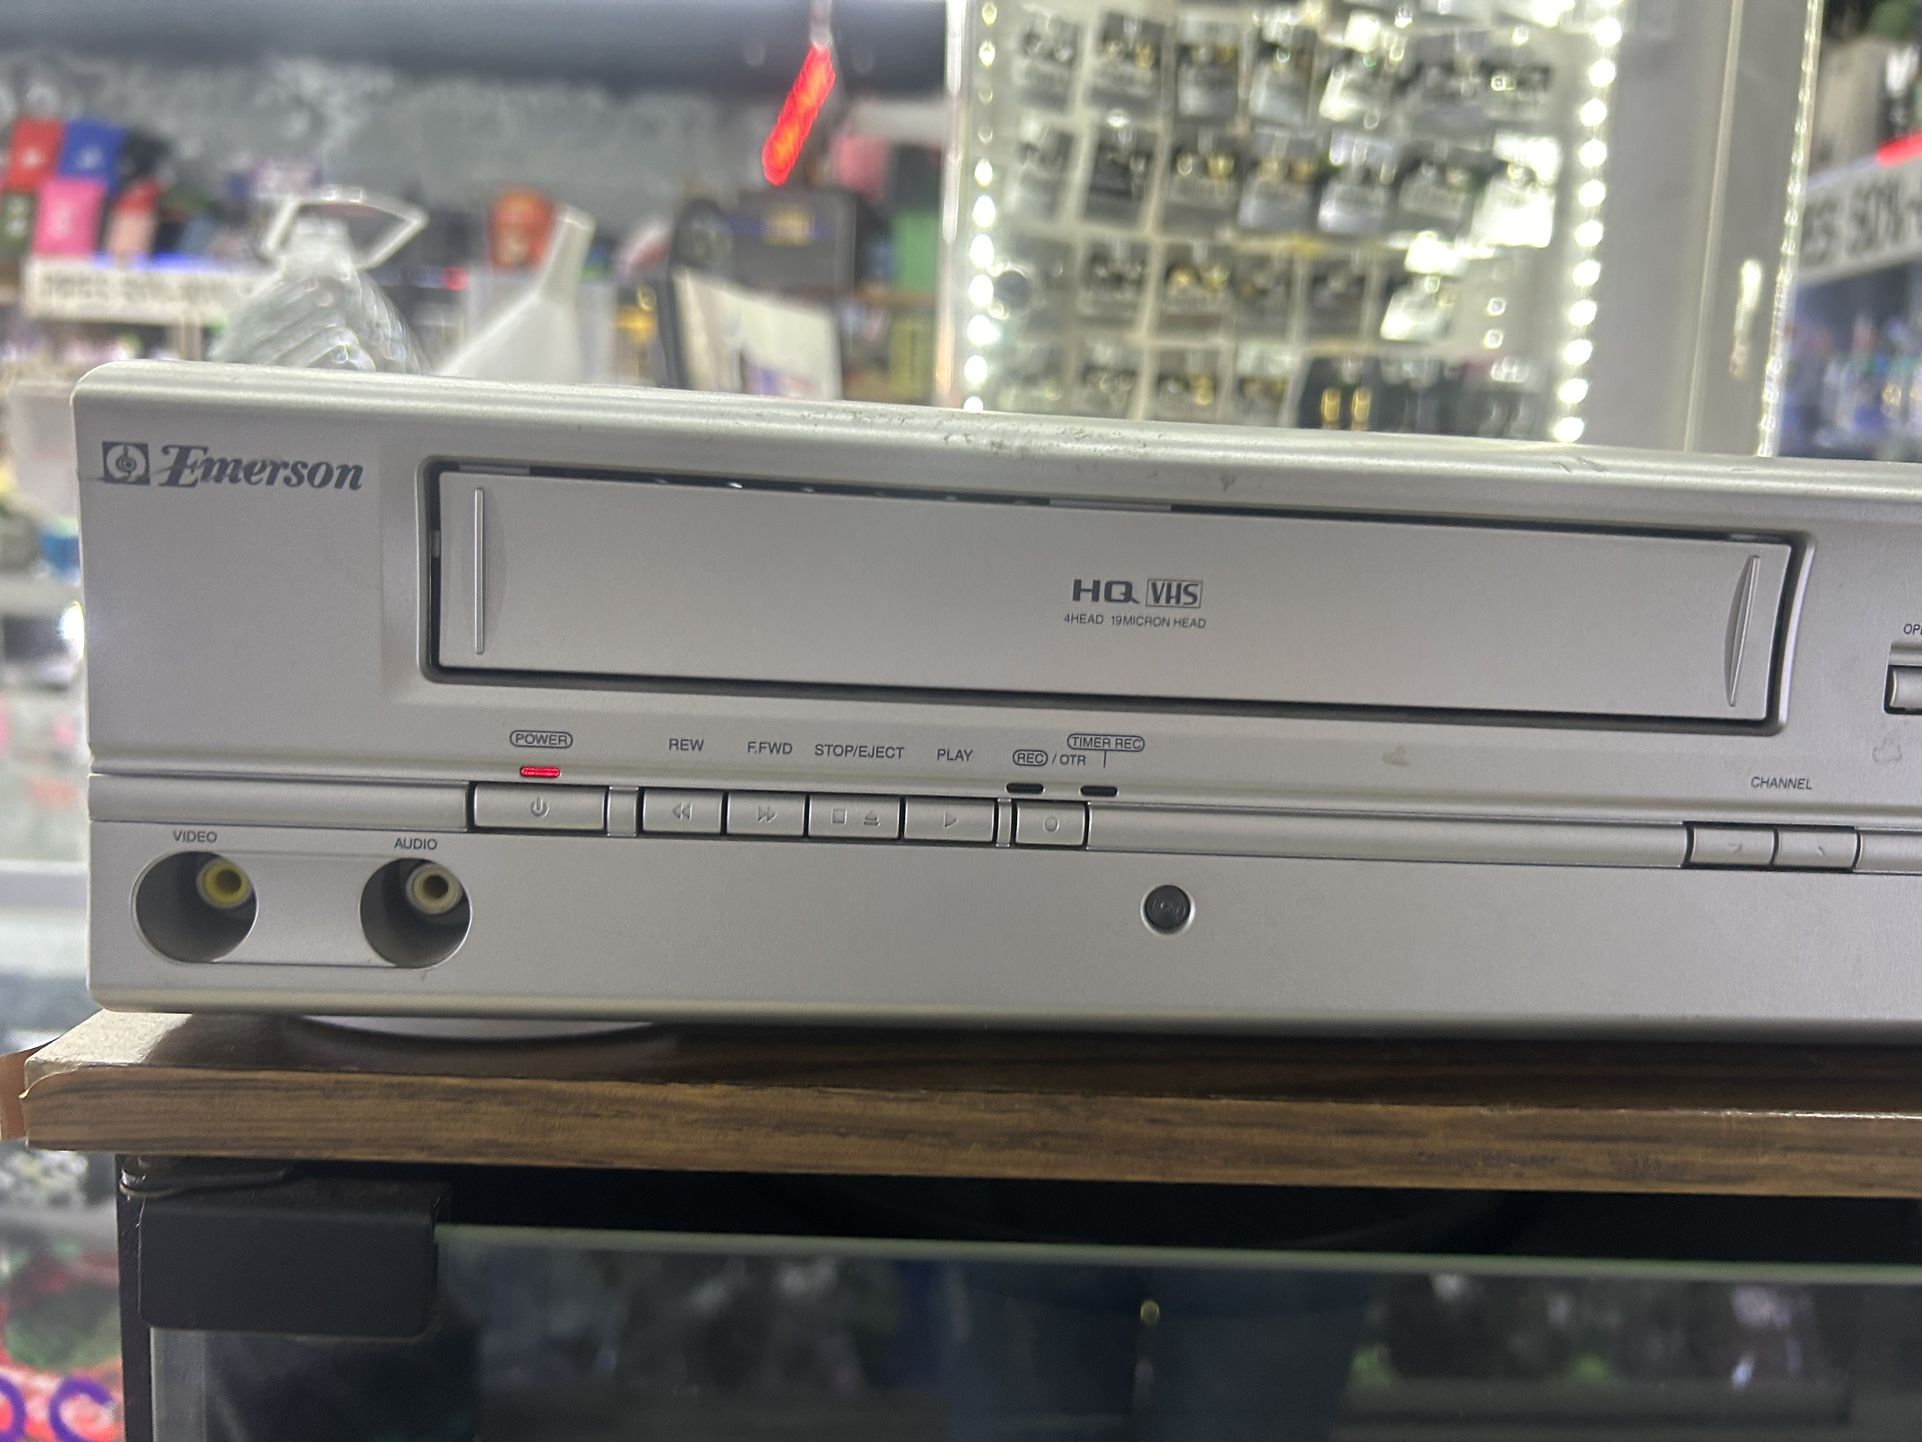 Emerson
HQ VHS
4HEAD 19MICRON HEAD
POWER
REW
F.FWD
STOP/EJECT
PLAY
REC / OTR
TIMER REC
CHANNEL
VIDEO
AUDIO